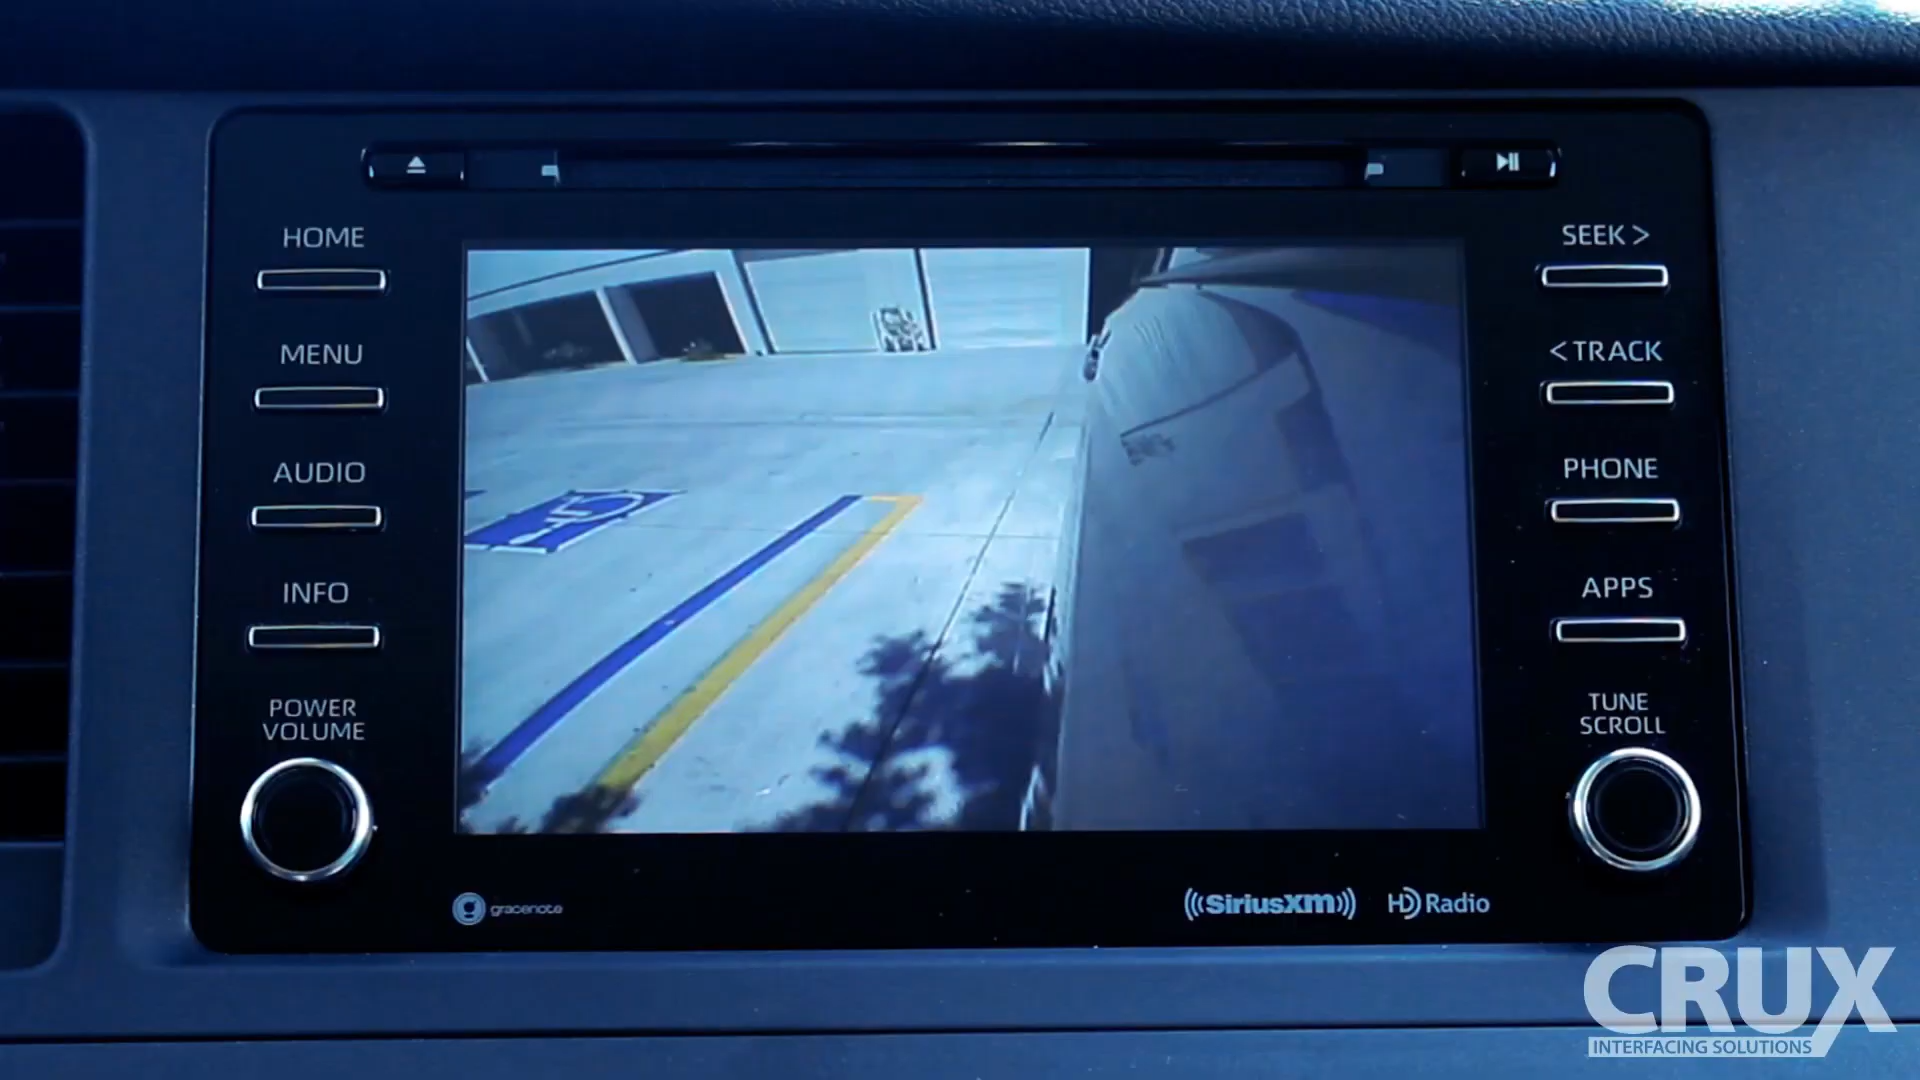 HOME
MENU
AUDIO
INFO
POWER
VOLUME
SEEK >
< TRACK
PHONE
APPS
TUNE
SCROLL
gracenote
((SiriusXM))
HD Radio
CRUX
INTERFACING SOLUTIONS